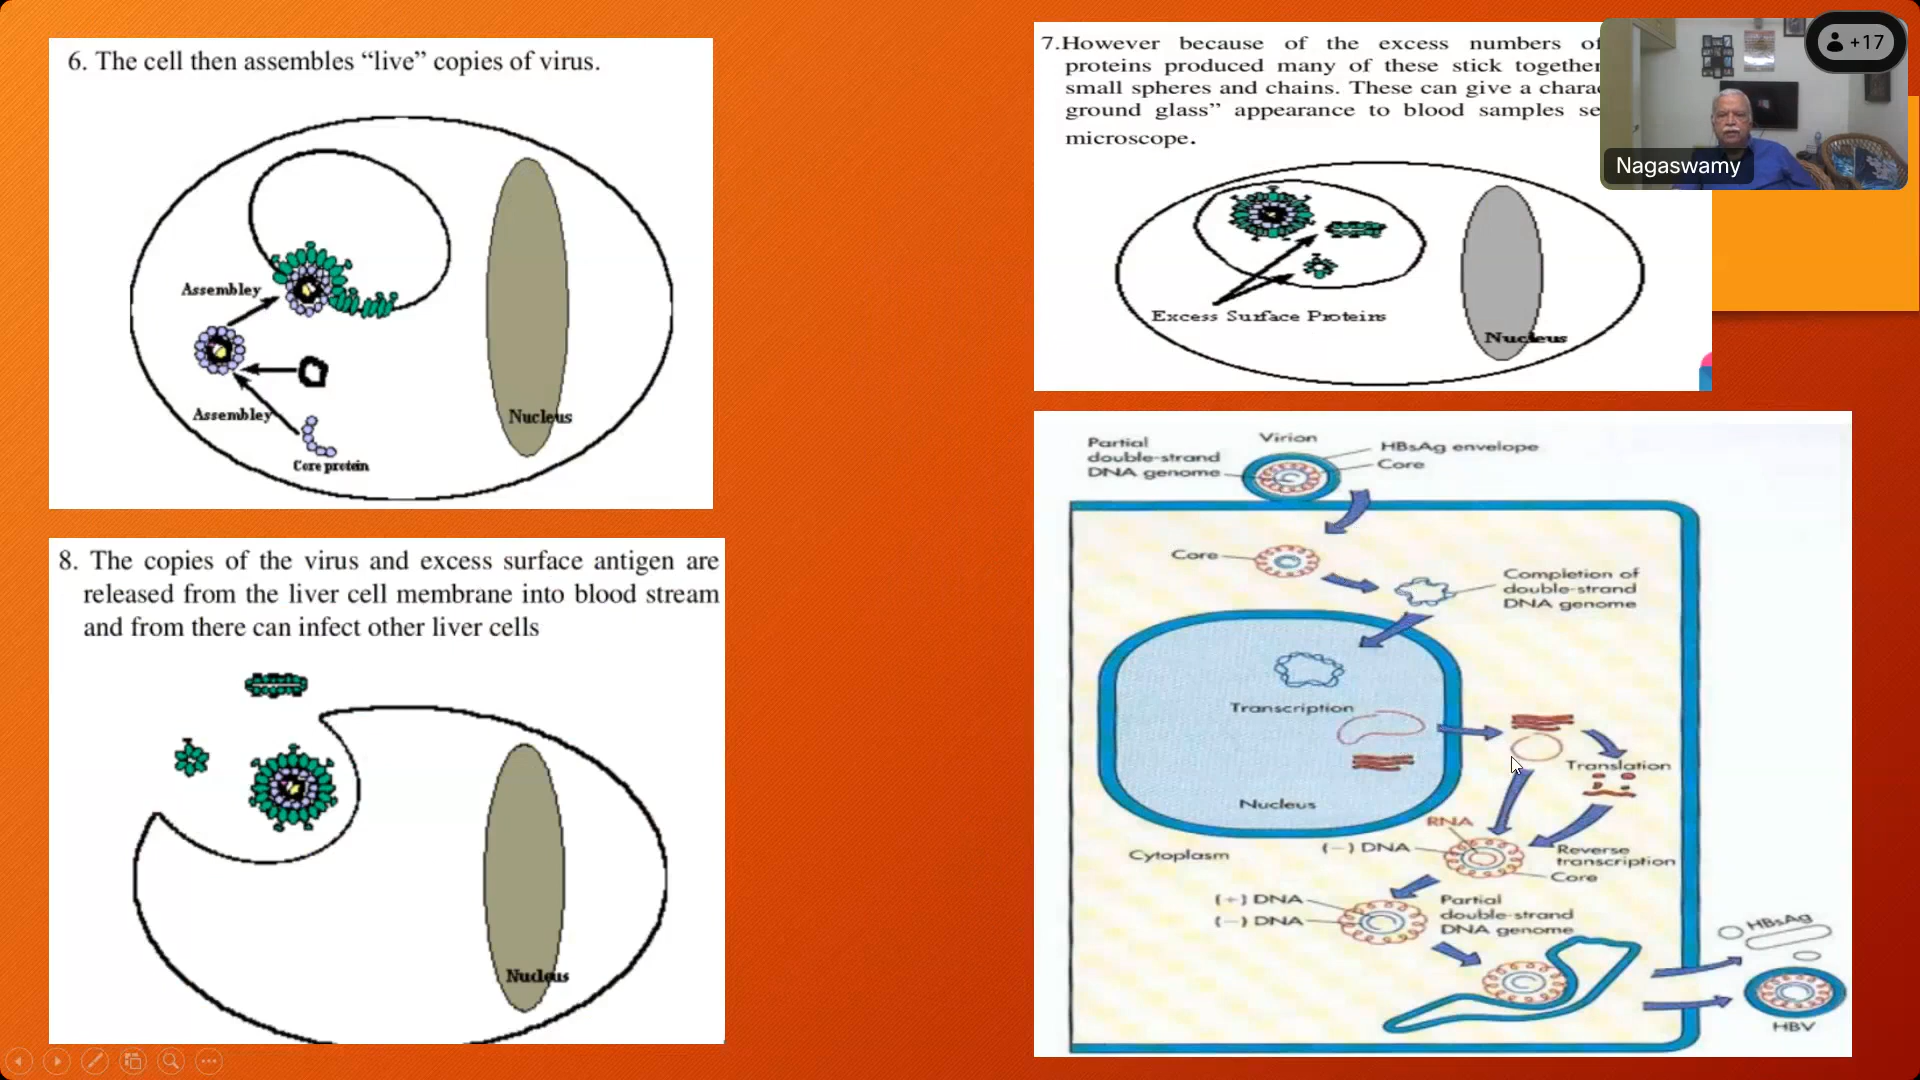 6. The cell then assembles “live” copies of virus.
Assembley
Assembley
Core protein
Nucleus
7.However because of the excess numbers of
proteins produced many of these stick together
small spheres and chains. These can give a
ground glass” appearance to blood samples
microscope.
Excess Surface Proteins
Nucleus
Nagaswamy
+17
8. The copies of the virus and excess surface antigen are
released from the liver cell membrane into blood stream
and from there can infect other liver cells
Nucleus
Partial
double-strand
DNA genome
Virion
HBsAg envelope
Core
Core
Completion of
double-strand
DNA genome
Transcription
Nucleus
Translation
RNA
(−) DNA
Reverse
transcription
Core
Cytoplasm
(+) DNA
(−) DNA
Partial
double-strand
DNA genome
HBsAg
HBV